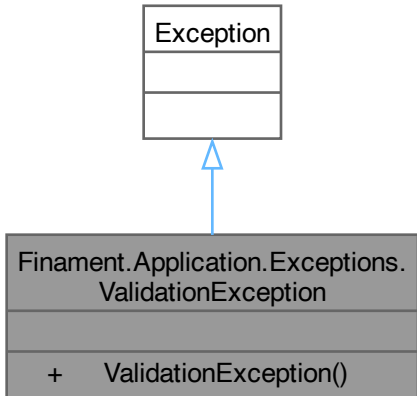 Exception
Finament.Application.Exceptions.
ValidationException
+ ValidationException()